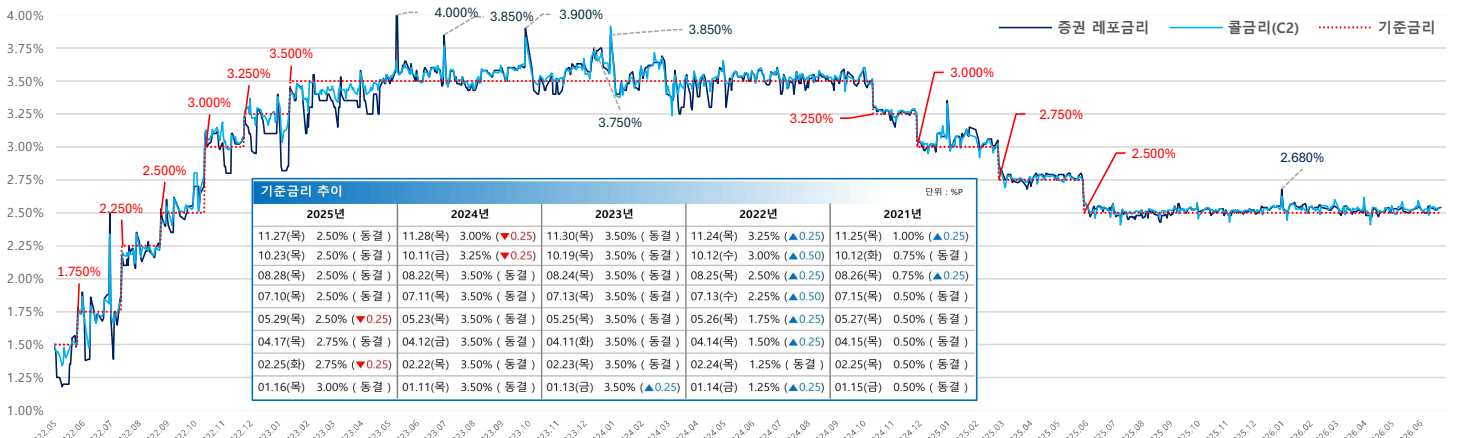 4.00%
3.75%
3.50%
3.25%
3.00%
2.75%
2.50%
2.25%
2.00%
1.75%
1.50%
1.25%
1.00%
증권 레포금리 콜금리(C2) 기준금리
4.000%
3.850%
3.900%
3.850%
3.750%
3.500%
3.250%
3.000%
2.500%
2.250%
1.750%
3.250%
3.000%
2.750%
2.500%
2.680%
기준금리 추이 단위 : %P
2025년 2024년 2023년 2022년 2021년
11.27(목) 2.50% ( 동결 ) 11.28(목) 3.00% (▼0.25) 11.30(목) 3.50% ( 동결 ) 11.24(목) 3.25% (▲0.25) 11.25(목) 1.00% (▲0.25)
10.23(목) 2.50% ( 동결 ) 10.11(금) 3.25% (▼0.25) 10.19(목) 3.50% ( 동결 ) 10.12(수) 3.00% (▲0.50) 10.12(화) 0.75% ( 동결 )
08.28(목) 2.50% ( 동결 ) 08.22(목) 3.50% ( 동결 ) 08.24(목) 3.50% ( 동결 ) 08.25(목) 2.50% (▲0.25) 08.26(목) 0.75% (▲0.25)
07.10(목) 2.50% ( 동결 ) 07.11(목) 3.50% ( 동결 ) 07.13(목) 3.50% ( 동결 ) 07.13(수) 2.25% (▲0.50) 07.15(목) 0.50% ( 동결 )
05.29(목) 2.50% (▼0.25) 05.23(목) 3.50% ( 동결 ) 05.25(목) 3.50% ( 동결 ) 05.26(목) 1.75% (▲0.25) 05.27(목) 0.50% ( 동결 )
04.17(목) 2.75% ( 동결 ) 04.12(금) 3.50% ( 동결 ) 04.11(화) 3.50% ( 동결 ) 04.14(목) 1.50% (▲0.25) 04.15(목) 0.50% ( 동결 )
02.25(화) 2.75% (▼0.25) 02.22(목) 3.50% ( 동결 ) 02.23(목) 3.50% ( 동결 ) 02.24(목) 1.25% ( 동결 ) 02.25(목) 0.50% ( 동결 )
01.16(목) 3.00% ( 동결 ) 01.11(목) 3.50% ( 동결 ) 01.13(금) 3.50% (▲0.25) 01.14(금) 1.25% (▲0.25) 01.15(금) 0.50% ( 동결 )